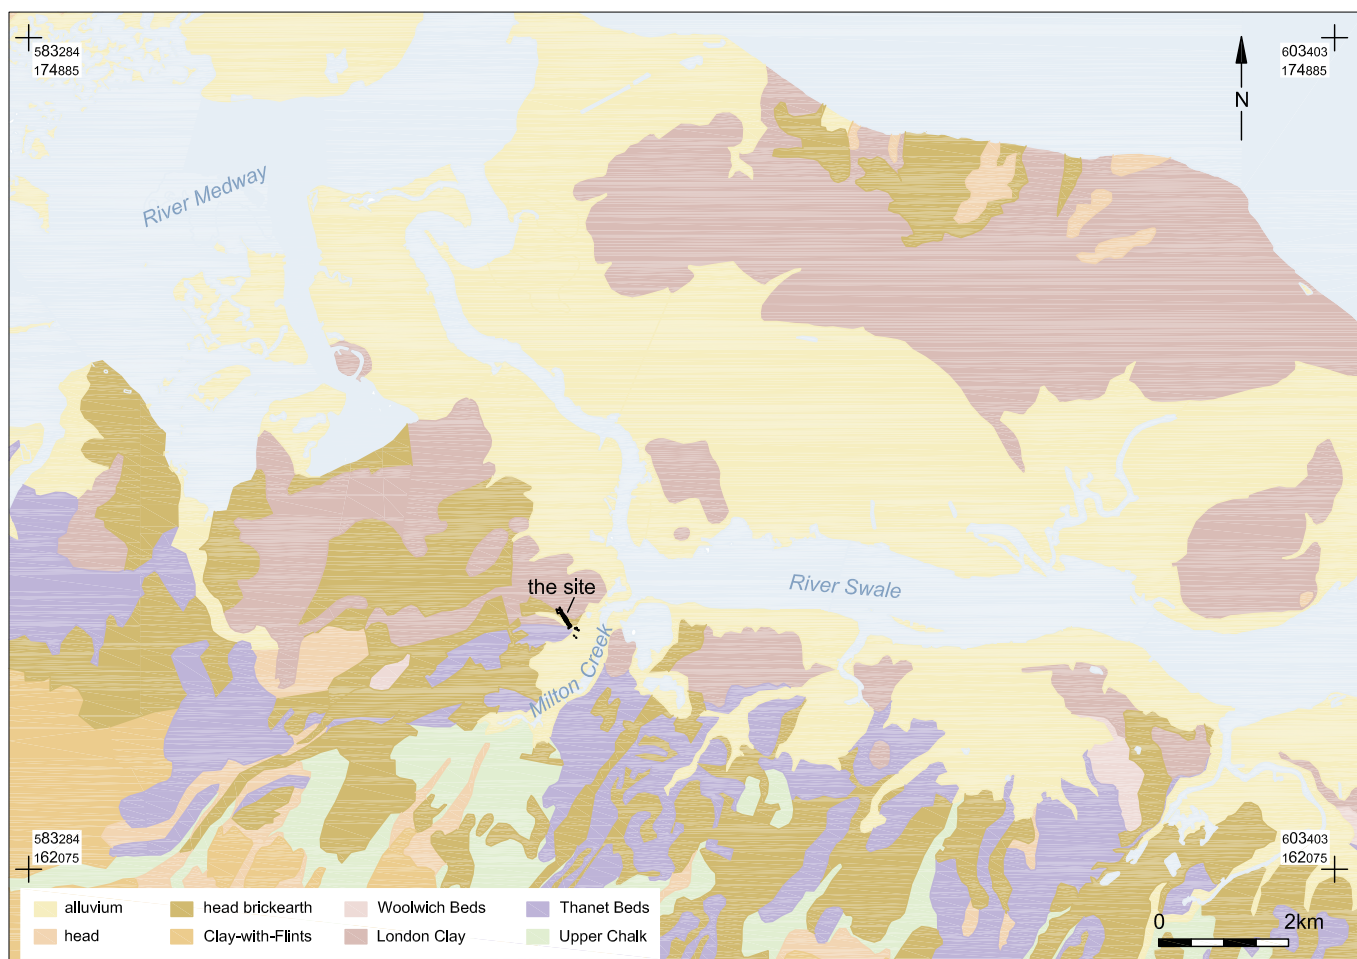 583284
174885
603403
174885
N
River Medway
the site
River Swale
Milton Creek
583284
162075
603403
162075
alluvium
head brickearth
Woolwich Beds
Thanet Beds
head
Clay-with-Flints
London Clay
Upper Chalk
0
2km